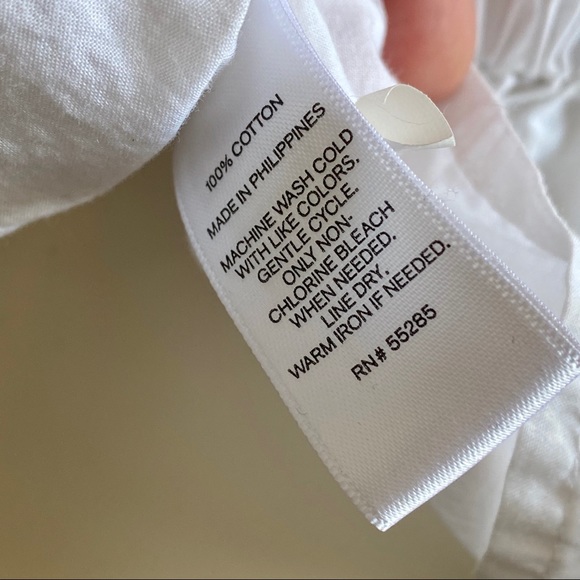 100% COTTON
MADE IN PHILIPPINES
MACHINE WASH COLD
WITH LIKE COLORS.
GENTLE CYCLE.
ONLY NON-
CHLORINE BLEACH
WHEN NEEDED.
LINE DRY.
WARM IRON IF NEEDED.
RN# 55285